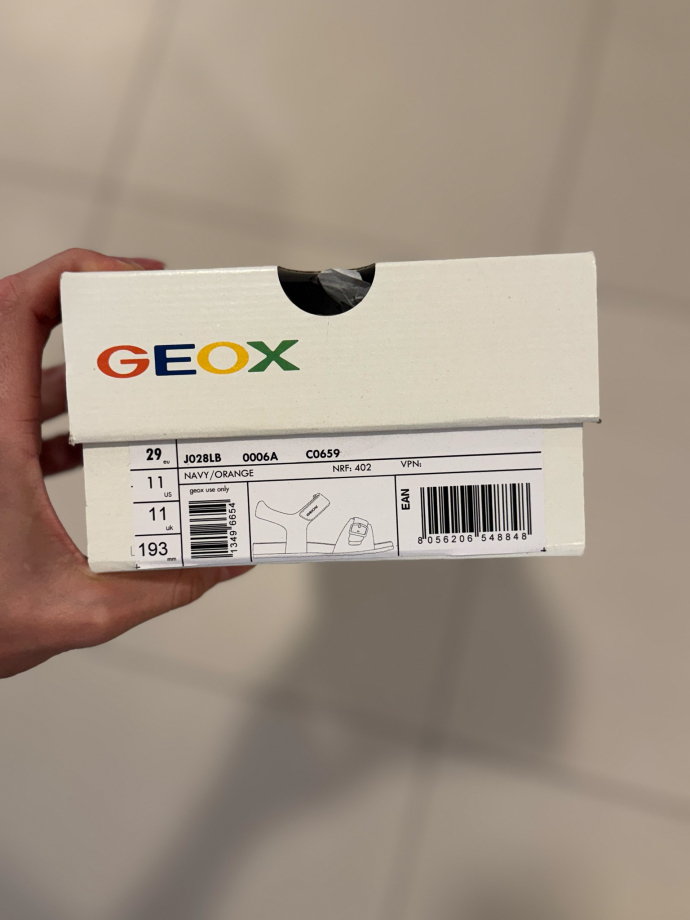 GEOX
29 eu
J028LB 0006A C0659
NAVY/ORANGE NRF: 402 VPN:
11 us
11 uk
193 mm
geox use only
1349 6654
GEOX
EAN
8 056206 548848